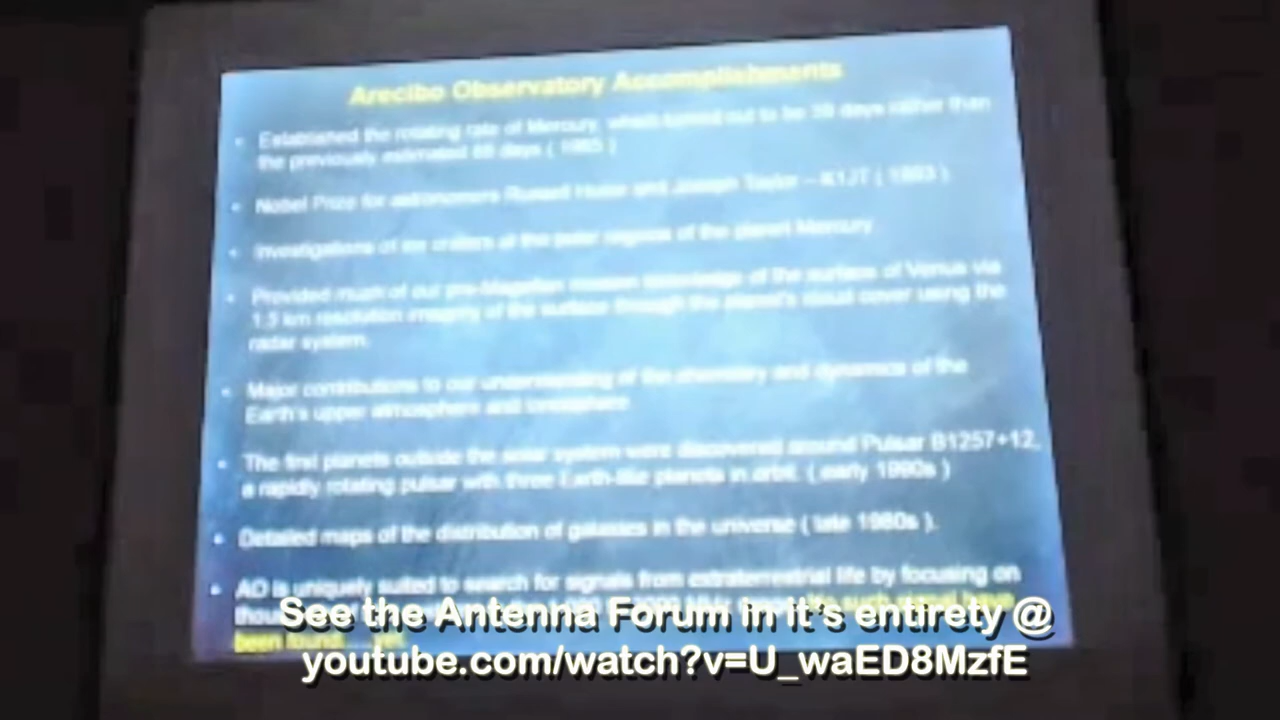 Arecibo Observatory Accomplishments
Established the rotating rate of Mercury, which turned out to be 59 days rather than
the previously estimated 88 days ( 1965 )
Nobel Prize for astronomers Russell Hulse and Joseph Taylor – K1JT ( 1993 )
Investigations of ice craters at the polar regions of the planet Mercury
Provided much of our pre-Magellan mission knowledge of the surface of Venus via
1.5 km resolution imagery of the surface through the planet's cloud cover using the
radar system.
Major contributions to our understanding of the chemistry and dynamics of the
Earth's upper atmosphere and ionosphere
The first planets outside the solar system were discovered around Pulsar B1257+12,
a rapidly rotating pulsar with three Earth-like planets in orbit. ( early 1990s )
Detailed maps of the distribution of galaxies in the universe ( late 1980s ).
AO is uniquely suited to search for signals from extraterrestrial life by focusing on
No such signal have
been found
See the Antenna Forum in it's entirety @
youtube.com/watch?v=U_waED8MzfE